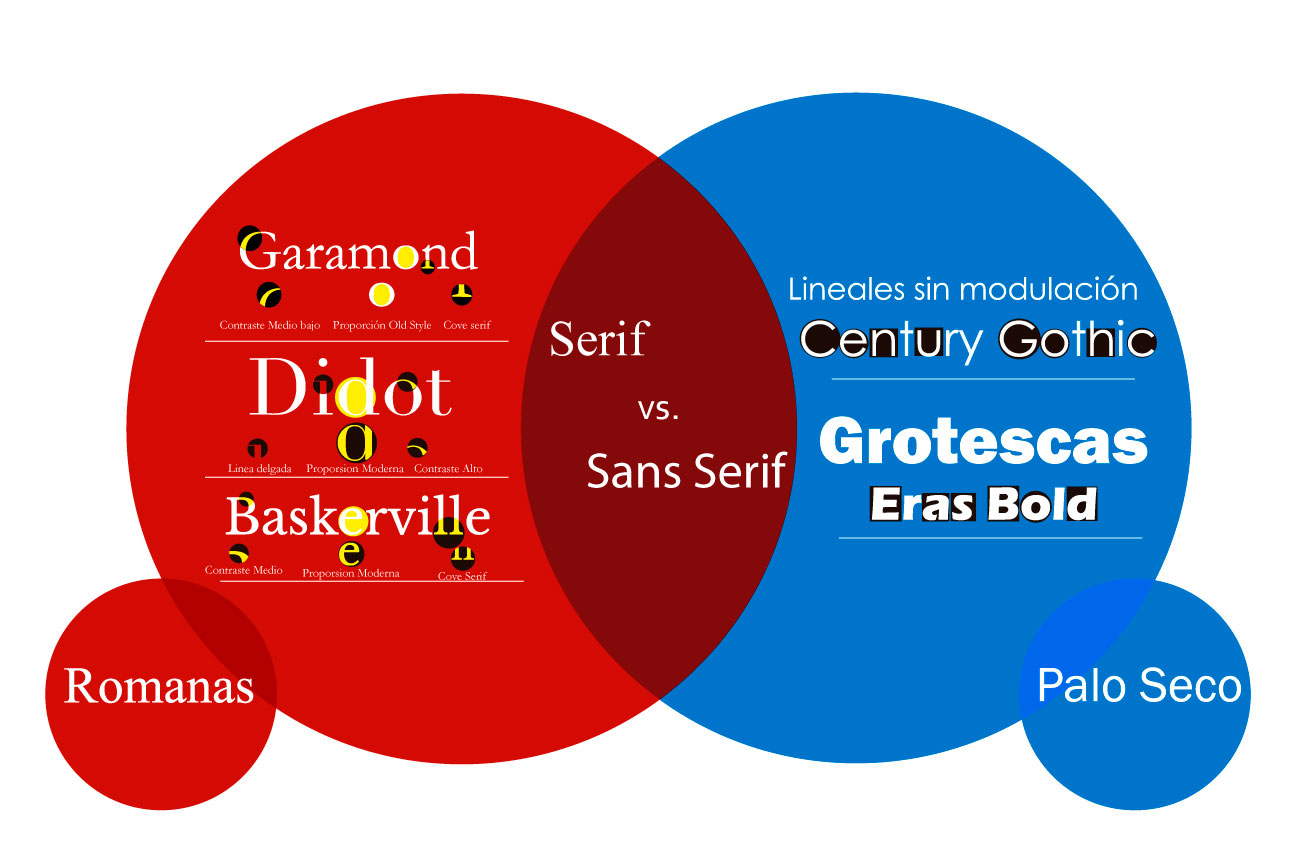 Garamond
Contraste Medio bajo Proporción Old Style Cove serif
Didot
a
Linea delgada Proporsion Moderna Contraste Alto
Baskerville
e n
Contraste Medio Proporsion Moderna Cove Serif
Romanas
Serif
vs.
Sans Serif
Lineales sin modulación
Century Gothic
Grotescas
Eras Bold
Palo Seco